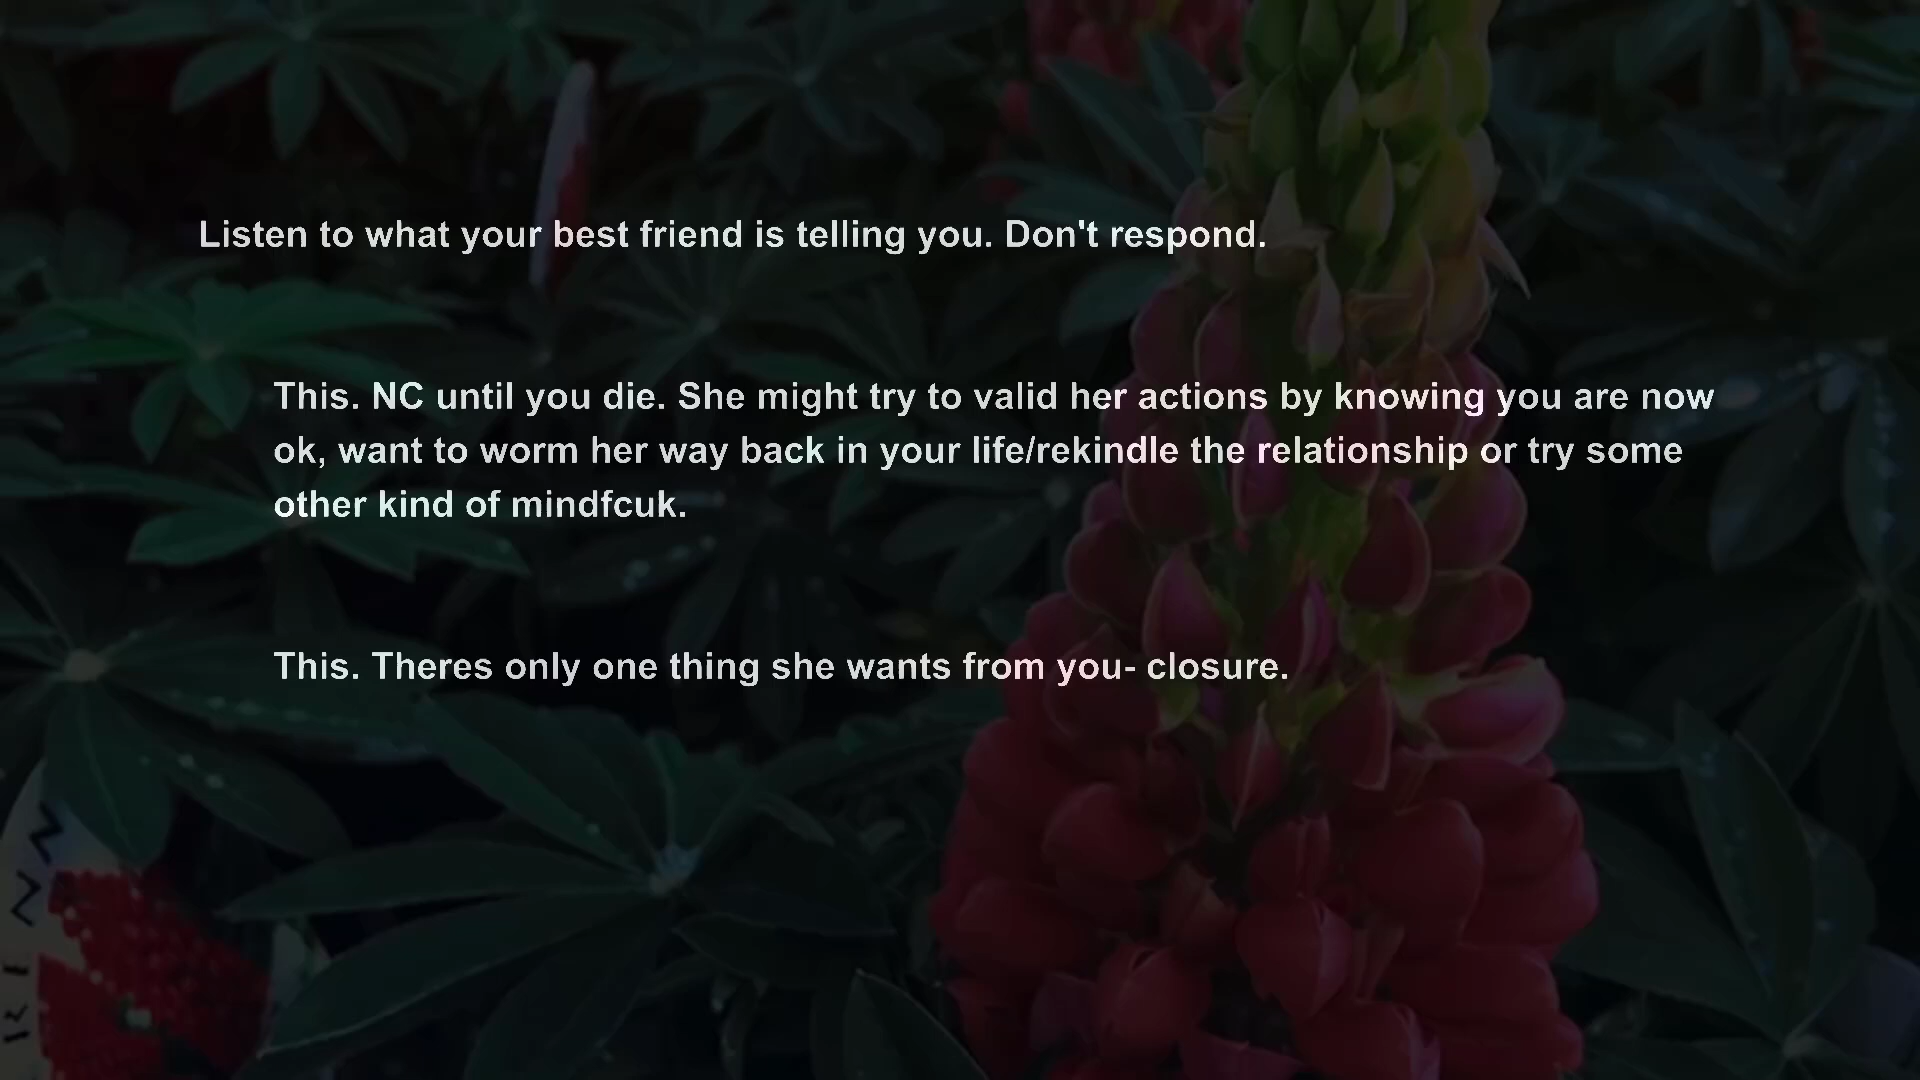 Listen to what your best friend is telling you. Don't respond.
This. NC until you die. She might try to valid her actions by knowing you are now
ok, want to worm her way back in your life/rekindle the relationship or try some
other kind of mindfcuk.
This. Theres only one thing she wants from you- closure.